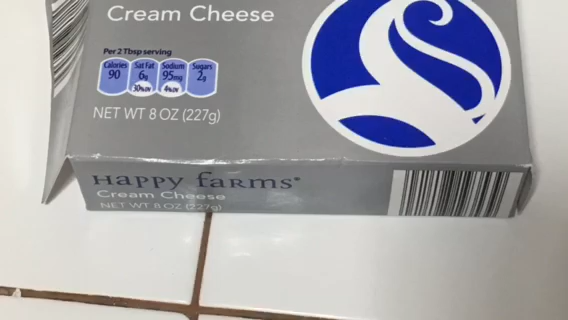 Cream Cheese
Per 2 Tbsp serving
Calories 90
Sat Fat 6g 30% DV
Sodium 95mg 4% DV
Sugars 2g
NET WT 8 OZ (227g)
Happy Farms®
Cream Cheese
NET WT 8 OZ (227g)